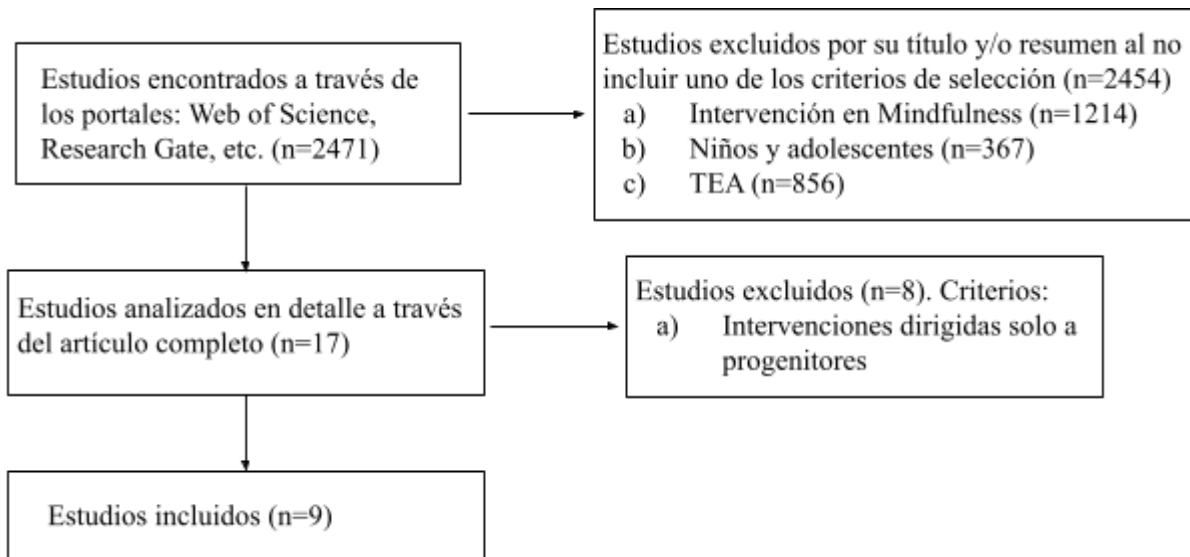 Estudios encontrados a través de
los portales: Web of Science,
Research Gate, etc. (n=2471)
Estudios excluidos por su título y/o resumen al no
incluir uno de los criterios de selección (n=2454)
a) Intervención en Mindfulness (n=1214)
b) Niños y adolescentes (n=367)
c) TEA (n=856)
Estudios analizados en detalle a través
del artículo completo (n=17)
Estudios excluidos (n=8). Criterios:
a) Intervenciones dirigidas solo a
progenitores
Estudios incluidos (n=9)